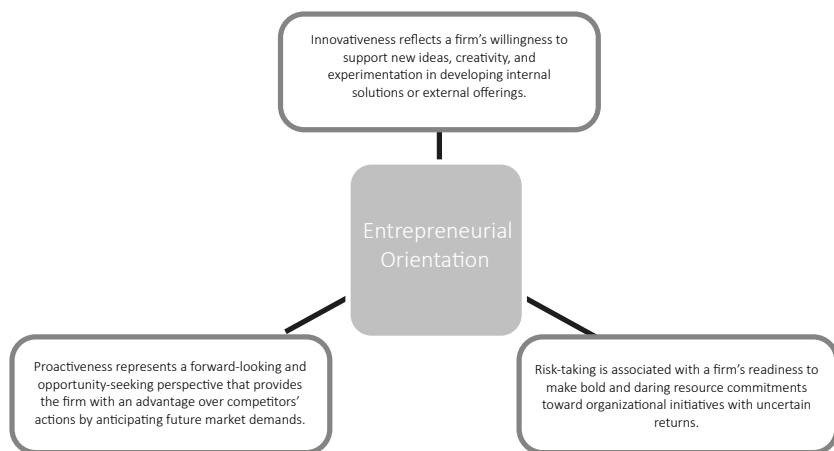 Innovativeness reflects a firm’s willingness to
support new ideas, creativity, and
experimentation in developing internal
solutions or external offerings.
Entrepreneurial
Orientation
Proactiveness represents a forward-looking and
opportunity-seeking perspective that provides
the firm with an advantage over competitors’
actions by anticipating future market demands.
Risk-taking is associated with a firm’s readiness to
make bold and daring resource commitments
toward organizational initiatives with uncertain
returns.